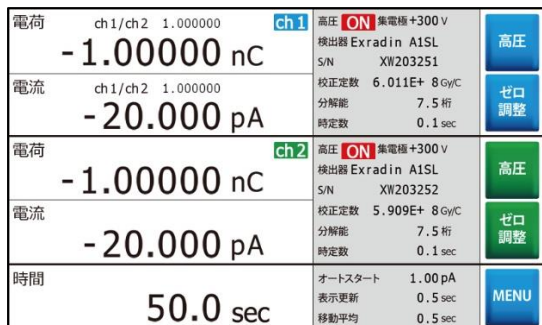 電荷 ch1/ch2 1.000000 ch1
-1.00000 nC
電流 ch1/ch2 1.000000
-20.000 pA
高圧 ON 集電極 +300 V
検出器 Exradin A1SL
S/N XW203251
校正定数 6.011E+ 8 Gy/C
分解能 7.5 桁
時定数 0.1 sec
高圧
ゼロ
調整
電荷 ch2
-1.00000 nC
電流
-20.000 pA
高圧 ON 集電極 +300 V
検出器 Exradin A1SL
S/N XW203252
校正定数 5.909E+ 8 Gy/C
分解能 7.5 桁
時定数 0.1 sec
高圧
ゼロ
調整
時間
50.0 sec
オートスタート 1.00 pA
表示更新 0.5 sec
移動平均 0.5 sec
MENU